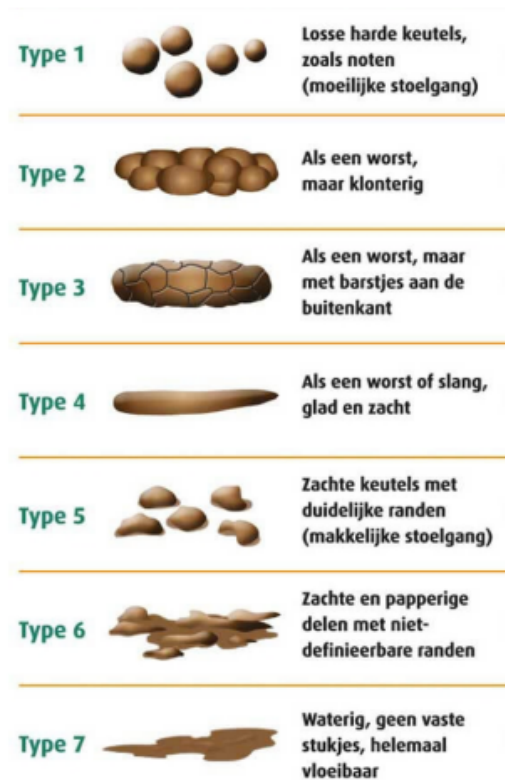 Type 1
Losse harde keutels,
zoals noten
(moeilijke stoelgang)
Type 2
Als een worst,
maar klonterig
Type 3
Als een worst, maar
met barstjes aan de
buitenkant
Type 4
Als een worst of slang,
glad en zacht
Type 5
Zachte keutels met
duidelijke randen
(makkelijke stoelgang)
Type 6
Zachte en papperige
delen met niet-
definieerbare randen
Type 7
Waterig, geen vaste
stukjes, helemaal
vloeibaar